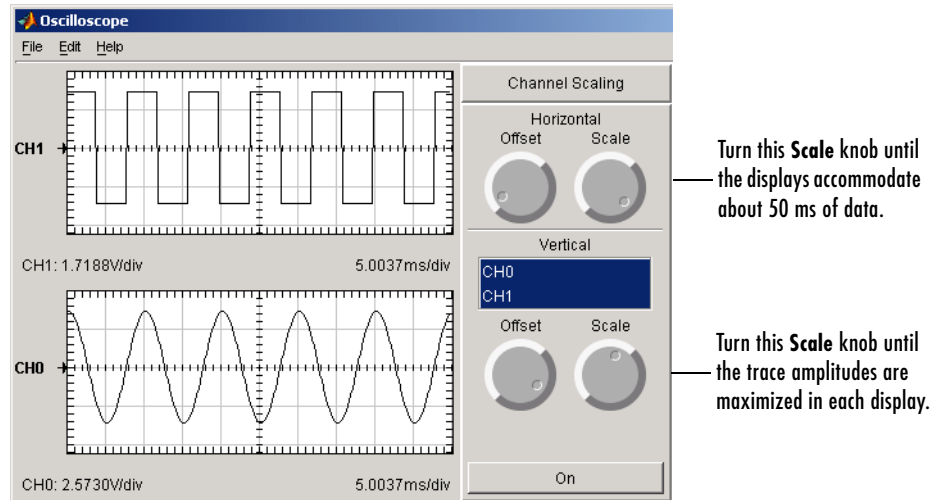 Oscilloscope
File Edit Help
CH1
CH1: 1.7188V/div 5.0037ms/div
CH0
CH0: 2.5730V/div 5.0037ms/div
Channel Scaling
Horizontal
Offset Scale
Vertical
CH0
CH1
Offset Scale
On
Turn this Scale knob until
the displays accommodate
about 50 ms of data.
Turn this Scale knob until
the trace amplitudes are
maximized in each display.